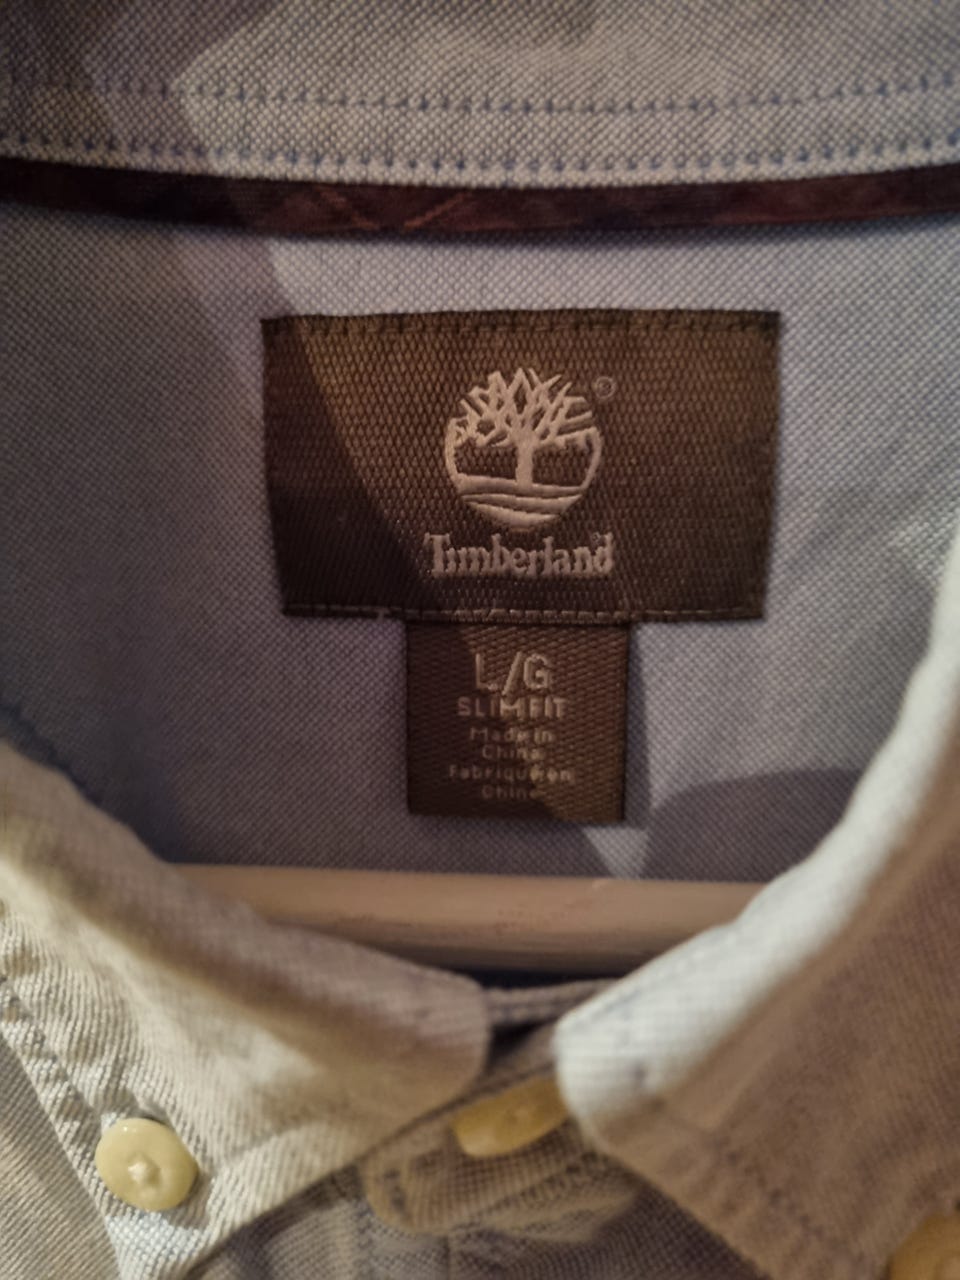 ®
Timberland
L/G
SLIM FIT
Made in
China
Fabriqué en
Chine